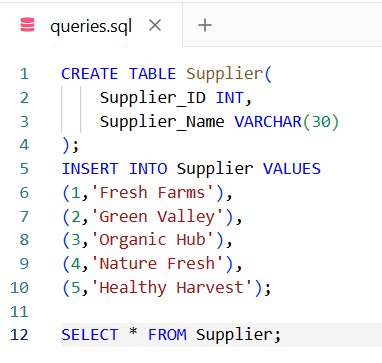 queries.sql
1 CREATE TABLE Supplier(
2 Supplier_ID INT,
3 Supplier_Name VARCHAR(30)
4 );
5 INSERT INTO Supplier VALUES
6 (1,'Fresh Farms'),
7 (2,'Green Valley'),
8 (3,'Organic Hub'),
9 (4,'Nature Fresh'),
10 (5,'Healthy Harvest');
11
12 SELECT * FROM Supplier;